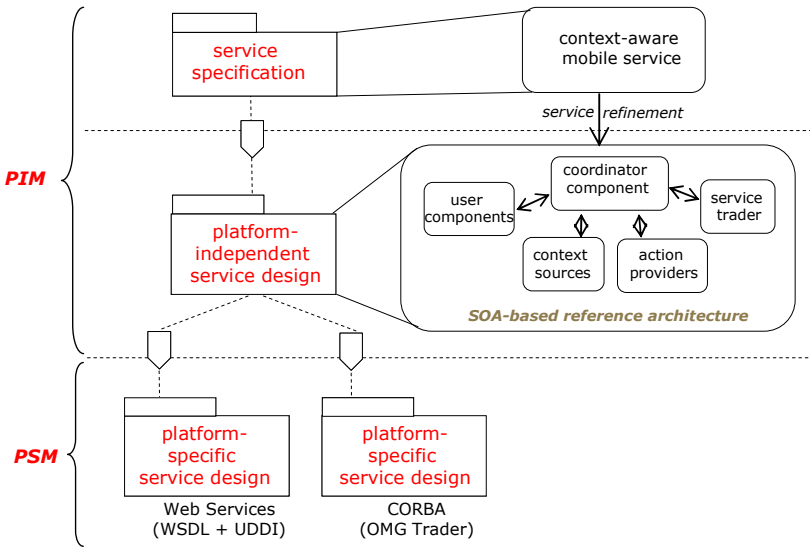 service
specification
context-aware
mobile service
service refinement
PIM
platform-
independent
service design
coordinator
component
user
components
service
trader
context
sources
action
providers
SOA-based reference architecture
PSM
platform-
specific
service design
platform-
specific
service design
Web Services
(WSDL + UDDI)
CORBA
(OMG Trader)